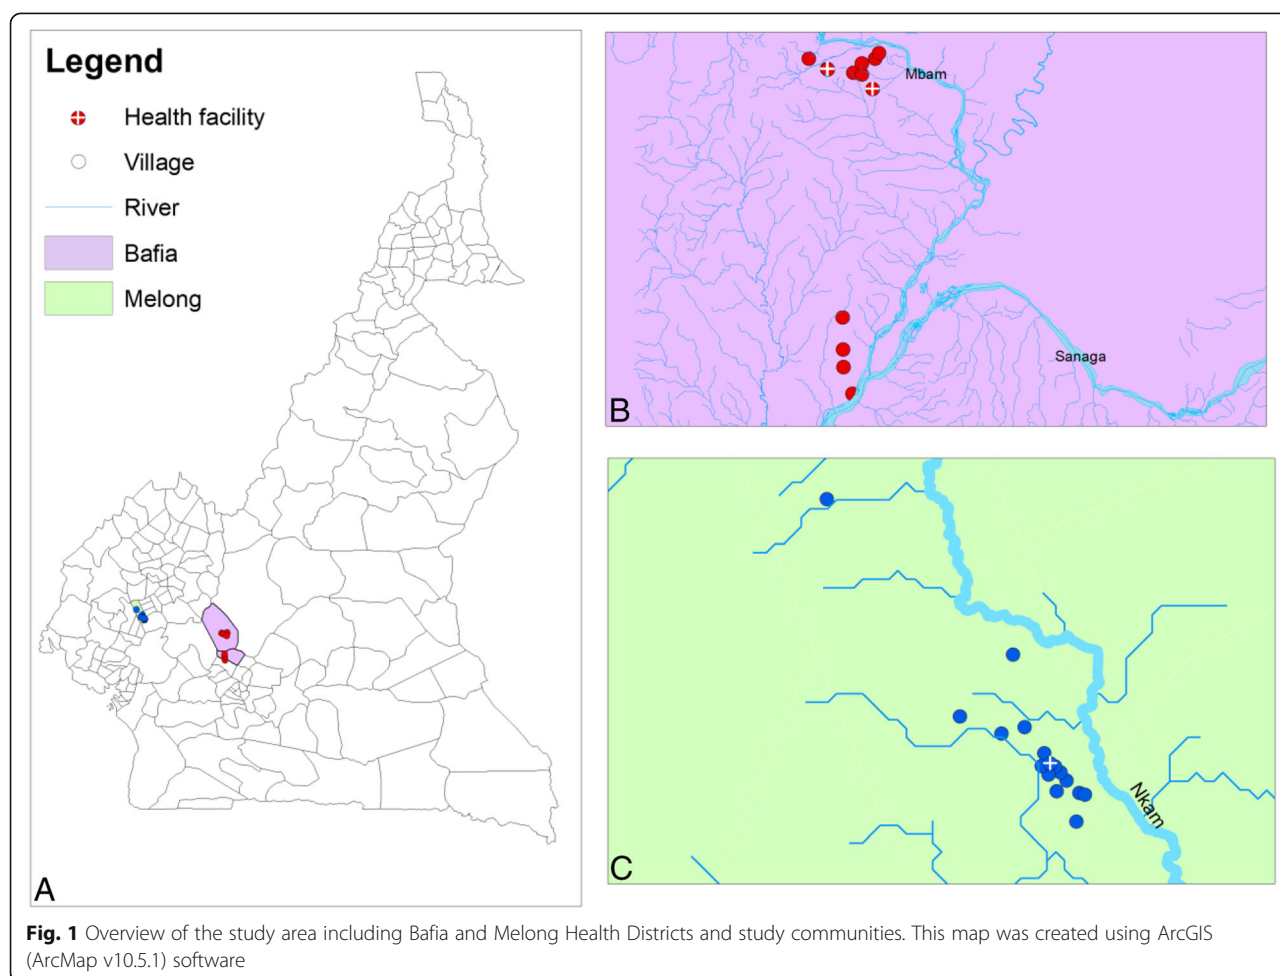 Legend
Health facility
Village
River
Bafia
Melong
A
Mbam
Sanaga
B
Nkam
C
Fig. 1 Overview of the study area including Bafia and Melong Health Districts and study communities. This map was created using ArcGIS
(ArcMap v10.5.1) software